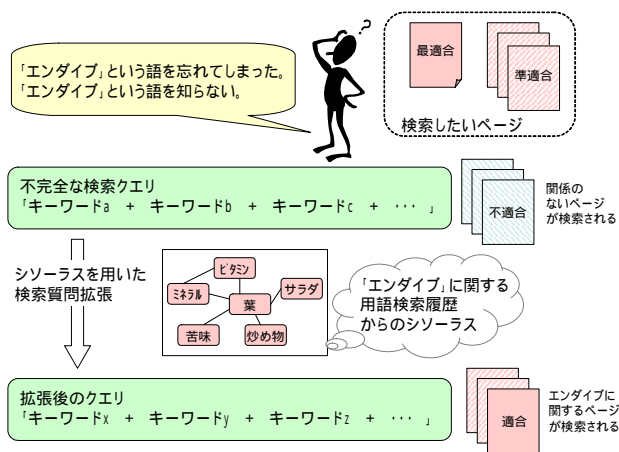 ?
「エンダイブ」という語を忘れてしまった。
「エンダイブ」という語を知らない。
最適合
準適合
検索したいページ
不完全な検索クエリ
「キーワードa + キーワードb + キーワードc + ··· 」
不適合
関係の
ないページ
が検索される
シソーラスを用いた
検索質問拡張
ビタミン
ミネラル
サラダ
葉
苦味
炒め物
「エンダイブ」に関する
用語検索履歴
からのシソーラス
拡張後のクエリ
「キーワードx + キーワードy + キーワードz + ··· 」
適合
エンダイブに
関するページ
が検索される